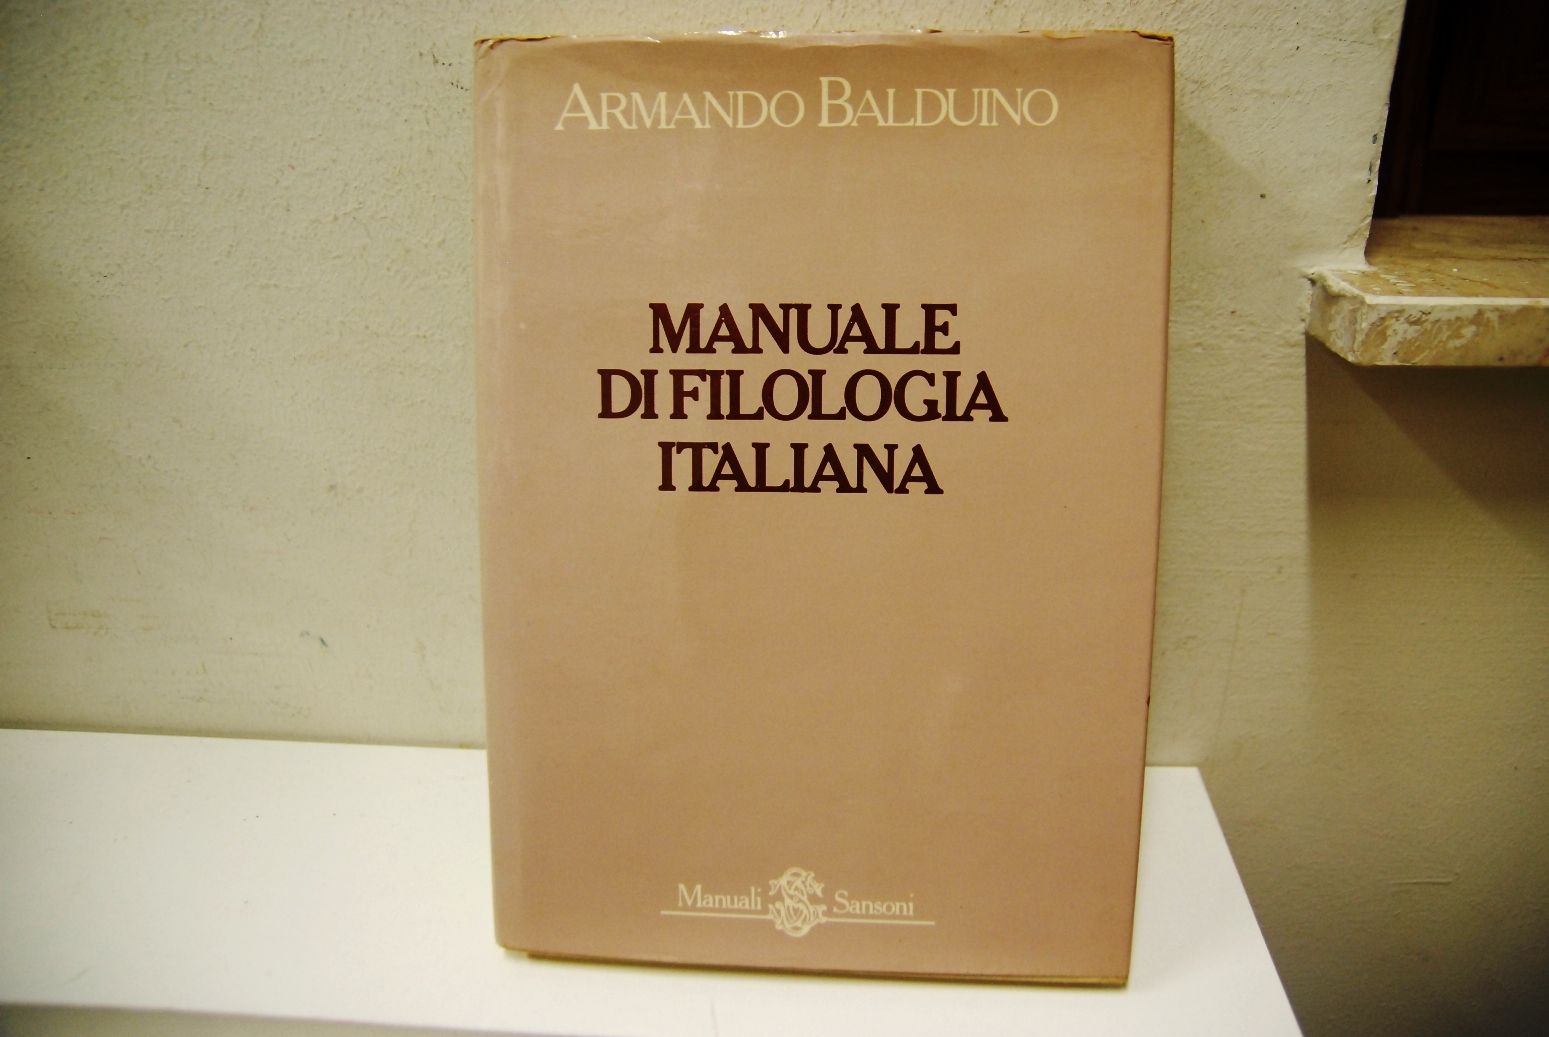 ARMANDO BALDUINO
MANUALE
DI FILOLOGIA
ITALIANA
Manuali Sansoni